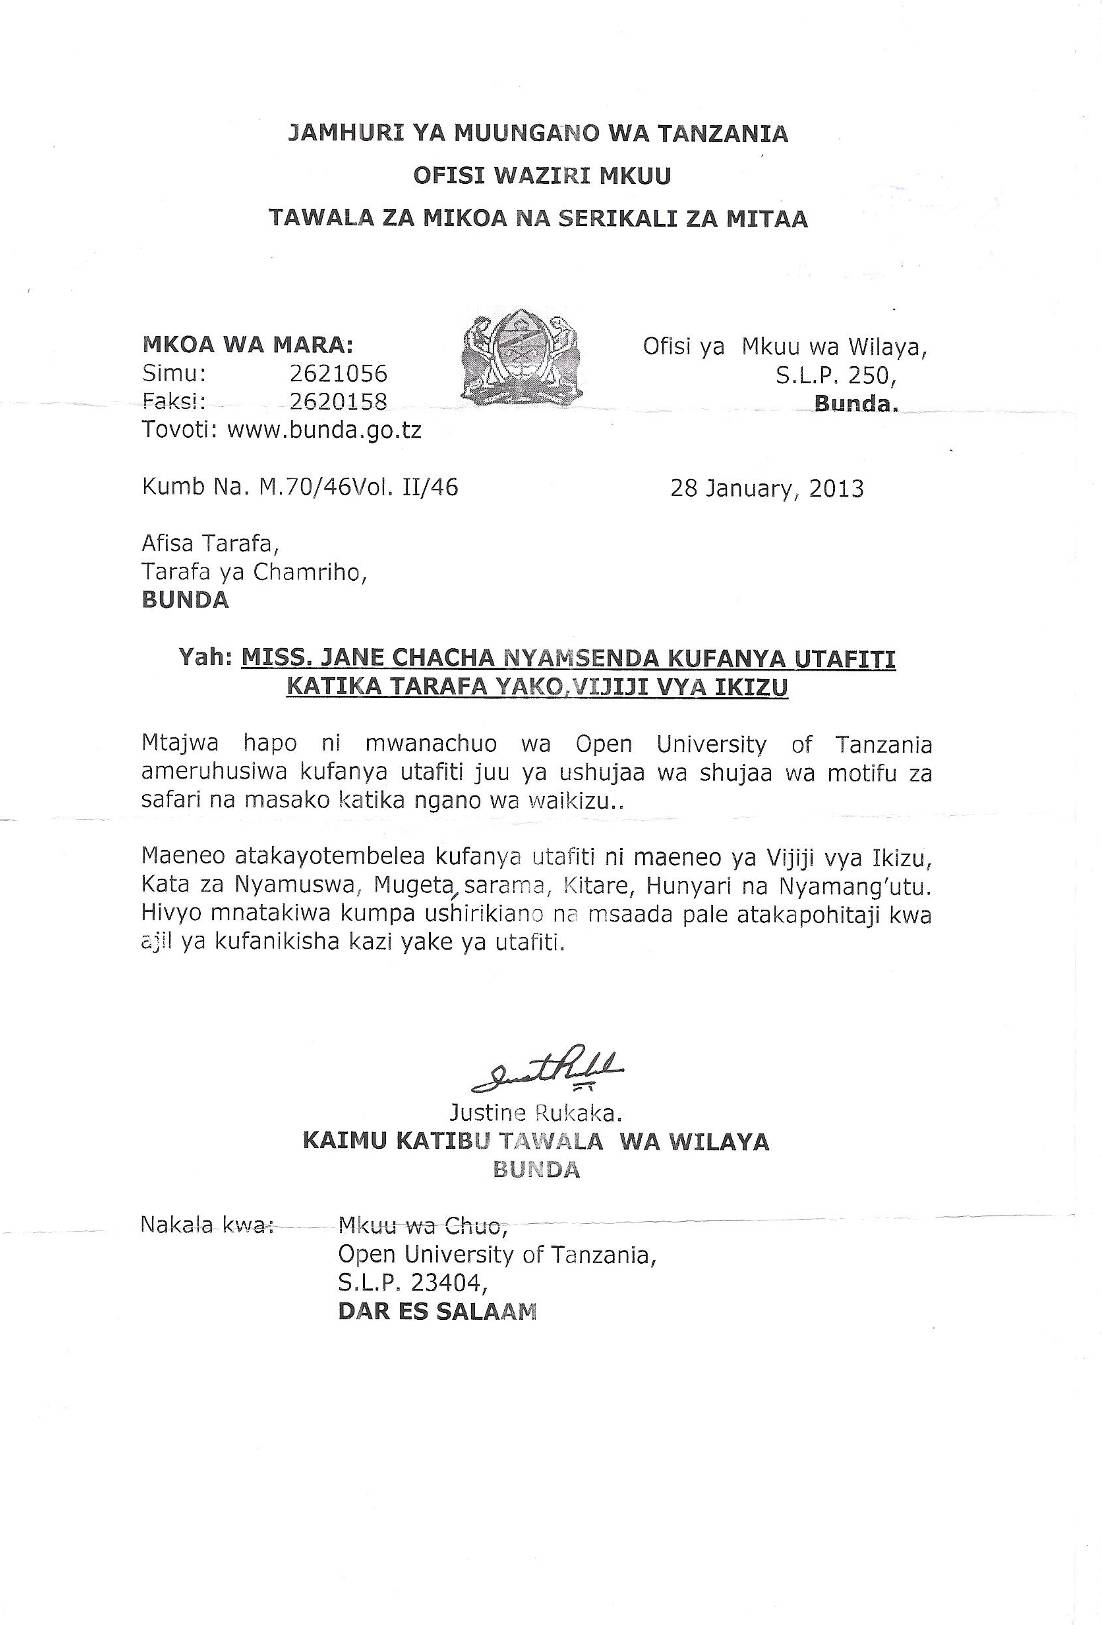 JAMHURI YA MUUNGANO WA TANZANIA
OFISI WAZIRI MKUU
TAWALA ZA MIKOA NA SERIKALI ZA MITAA
MKOA WA MARA:
Simu: 2621056
Faksi: 2620158
Tovoti: www.bunda.go.tz
Ofisi ya Mkuu wa Wilaya,
S.L.P. 250,
Bunda.
Kumb Na. M.70/46Vol. II/46
28 January, 2013
Afisa Tarafa,
Tarafa ya Chamriho,
BUNDA
Yah: MISS. JANE CHACHA NYAMSENDA KUFANYA UTAFITI
KATIKA TARAFA YAKO,VIJIJI VYA IKIZU
Mtajwa hapo ni mwanachuo wa Open University of Tanzania
ameruhusiwa kufanya utafiti juu ya ushujaa wa shujaa wa motifu za
safari na masako katika ngano wa waikizu..
Maeneo atakayotembelea kufanya utafiti ni maeneo ya Vijiji vya Ikizu,
Kata za Nyamuswa, Mugeta, sarama, Kitare, Hunyari na Nyamang'utu.
Hivyo mnatakiwa kumpa ushirikiano na msaada pale atakapohitaji kwa
ajil ya kufanikisha kazi yake ya utafiti.
Justine Rukaka.
KAIMU KATIBU TAWALA WA WILAYA
BUNDA
Nakala kwa: Mkuu wa Chuo,
Open University of Tanzania,
S.L.P. 23404,
DAR ES SALAAM